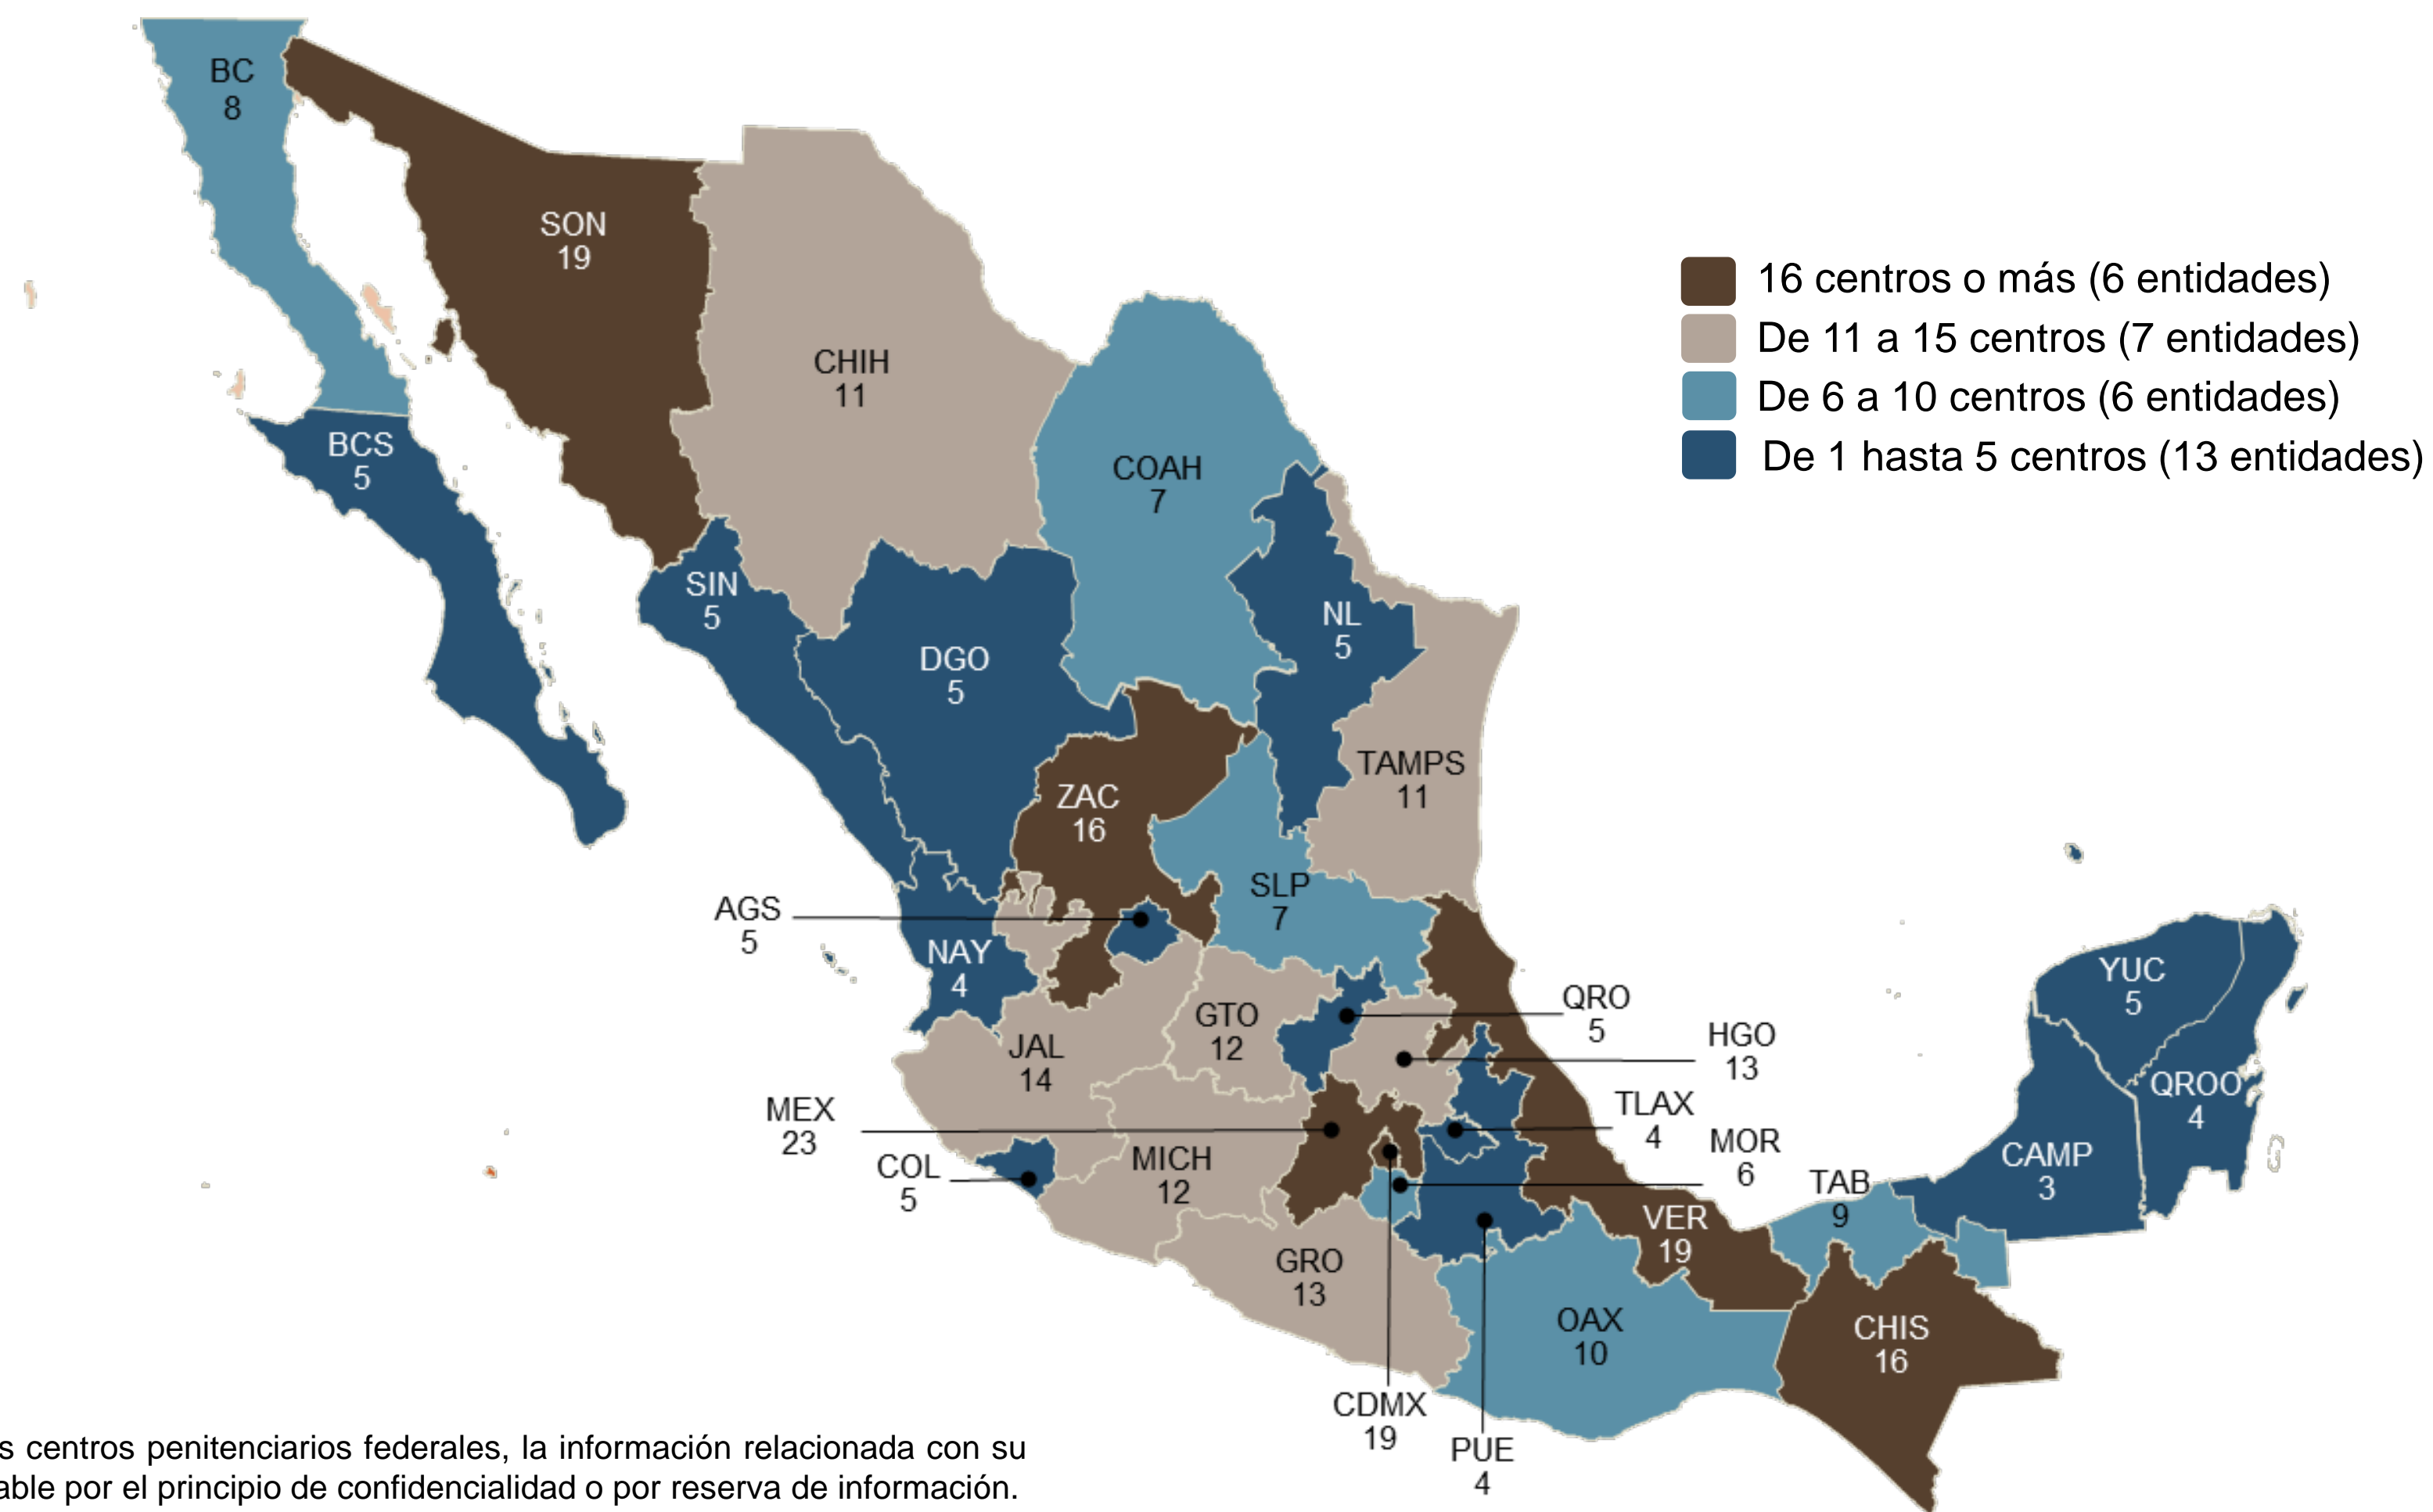 BC
8
SON
19
16 centros o más (6 entidades)
De 11 a 15 centros (7 entidades)
De 6 a 10 centros (6 entidades)
De 1 hasta 5 centros (13 entidades)
CHIH
11
BCS
5
COAH
7
SIN
5
NL
5
DGO
5
TAMPS
11
ZAC
16
SLP
7
AGS
5
NAY
4
YUC
5
QRO
5
GTO
12
HGO
13
JAL
14
QROO
4
MEX
23
TLAX
4
MOR
6
COL
5
MICH
12
CAMP
3
TAB
9
VER
19
GRO
13
OAX
10
CHIS
16
CDMX
19
PUE
4
s centros penitenciarios federales, la información relacionada con su
able por el principio de confidencialidad o por reserva de información.